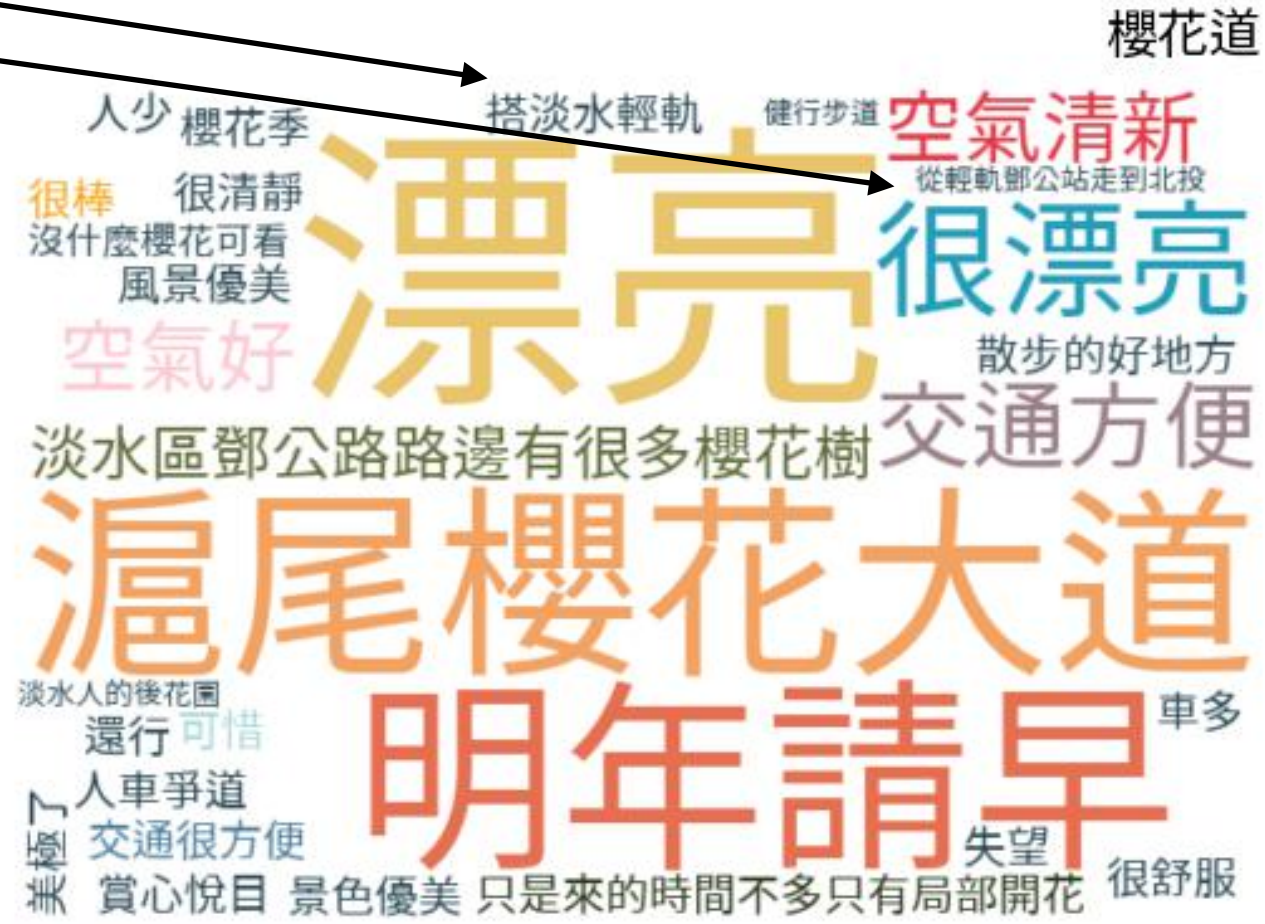 櫻花道
人少
櫻花季
搭淡水輕軌
健行步道
空氣清新
很棒
很清靜
漂亮
從輕軌鄧公站走到北投
沒什麼櫻花可看
很漂亮
風景優美
空氣好
散步的好地方
交通方便
淡水區鄧公路路邊有很多櫻花樹
滬尾櫻花大道
淡水人的後花園
還行
可惜
明年請早
車多
人車爭道
美極了
交通很方便
失望
賞心悅目
景色優美
只是來的時間不多只有局部開花
很舒服